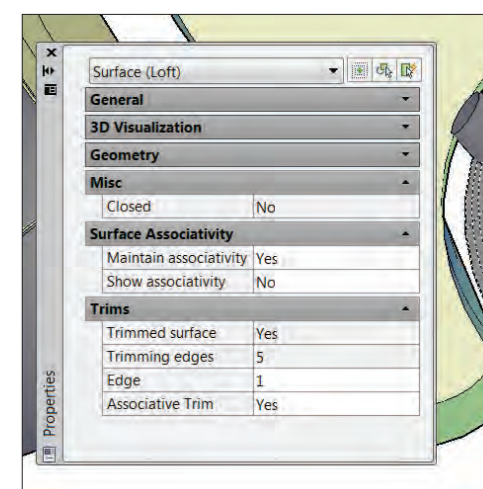 Surface (Loft)
General
3D Visualization
Geometry
Misc
Closed No
Surface Associativity
Maintain associativity Yes
Show associativity No
Trims
Trimmed surface Yes
Trimming edges 5
Edge 1
Associative Trim Yes
Properties